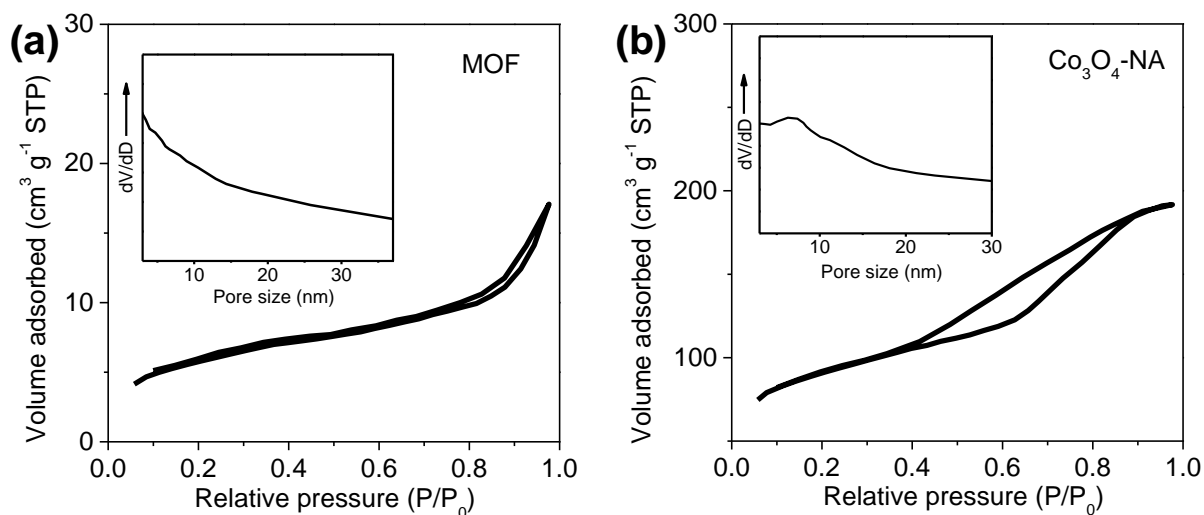 (a)
MOF
Volume adsorbed (cm³ g⁻¹ STP)
30
20
10
0
0.0 0.2 0.4 0.6 0.8 1.0
Relative pressure (P/P₀)
dV/dD
10 20 30
Pore size (nm)
(b)
Co₃O₄-NA
Volume adsorbed (cm³ g⁻¹ STP)
300
200
100
0.0 0.2 0.4 0.6 0.8 1.0
Relative pressure (P/P₀)
dV/dD
10 20 30
Pore size (nm)